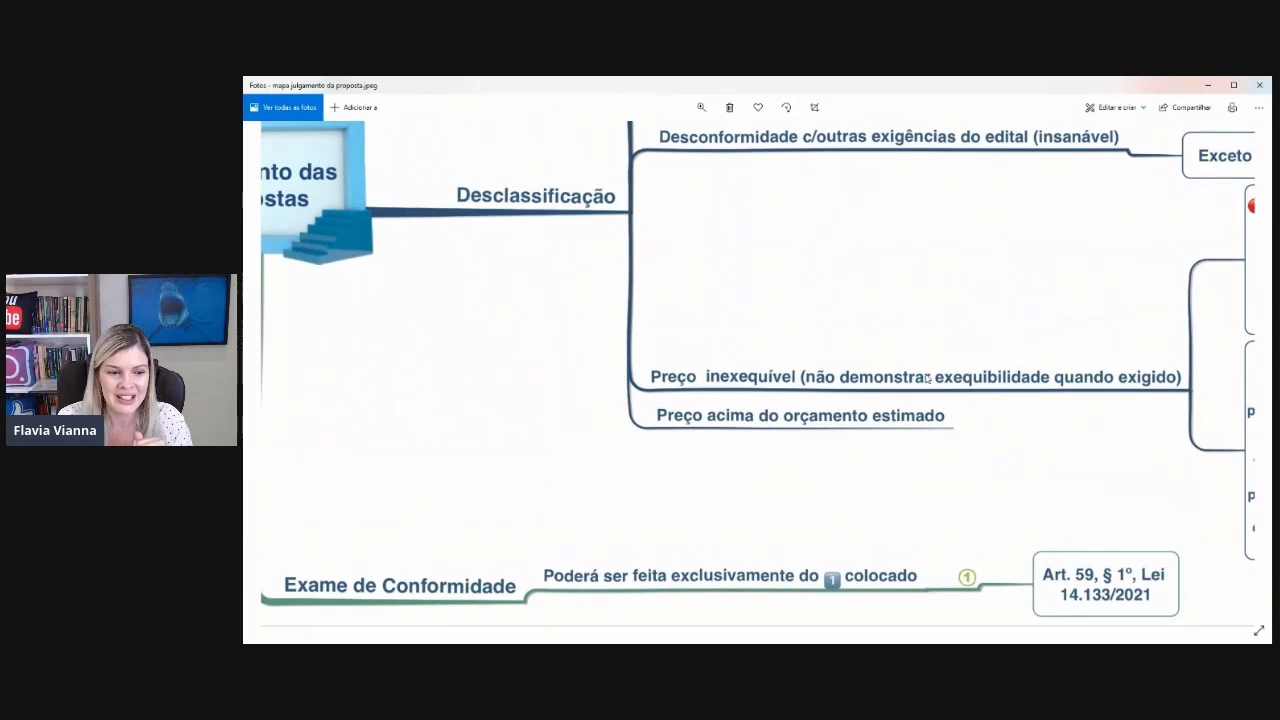 Fotos - mapa julgamento da proposta.jpeg
Ver todas as fotos
Adicionar a
Editar e criar
Compartilhar
Desconformidade c/outras exigências do edital (insanável)
Exceto
nto das
ostas
Desclassificação
Preço inexequível (não demonstrar exequibilidade quando exigido)
Preço acima do orçamento estimado
p
p
Exame de Conformidade
Poderá ser feita exclusivamente do 1 colocado
1
Art. 59, § 1º, Lei
14.133/2021
Flavia Vianna
ou
be